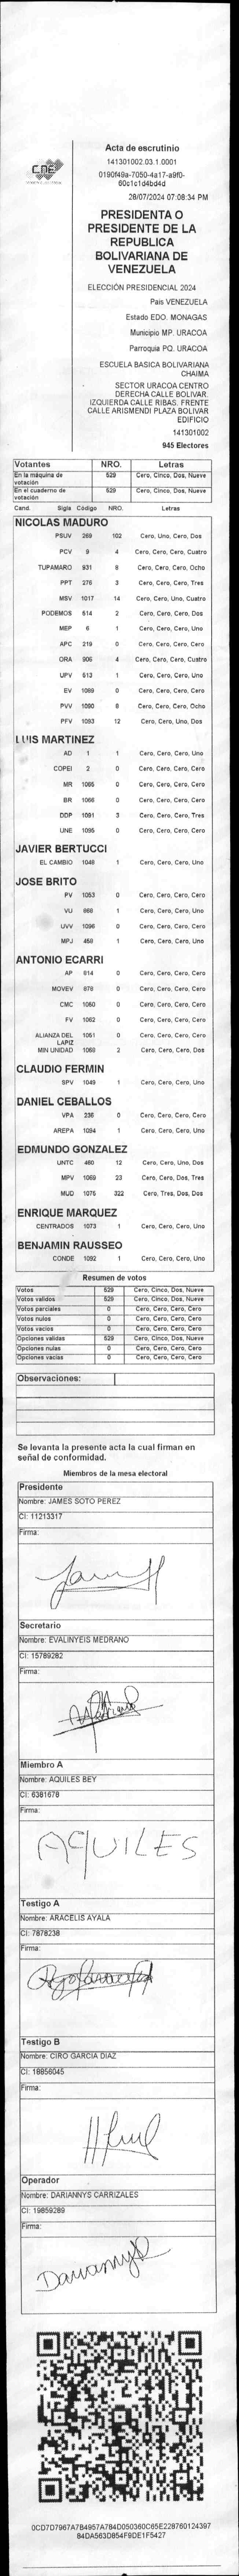 CNE
Acta de escrutinio
141301002.03.1.0001
0190f49a-7050-4a17-a9f0-
60c1c1d4bd4d
28/07/2024 07:08:34 PM
PRESIDENTA O
PRESIDENTE DE LA
REPUBLICA
BOLIVARIANA DE
VENEZUELA
ELECCIÓN PRESIDENCIAL 2024
Pais VENEZUELA
Estado EDO. MONAGAS
Municipio MP. URACOA
Parroquia PQ. URACOA
ESCUELA BASICA BOLIVARIANA
CHAIMA
SECTOR URACOA CENTRO
DERECHA CALLE BOLIVAR.
IZQUIERDA CALLE RIBAS. FRENTE
CALLE ARISMENDI PLAZA BOLIVAR
EDIFICIO
141301002
945 Electores
Votantes NRO. Letras
En la máquina de votación 529 Cero, Cinco, Dos, Nueve
En el cuaderno de votación 529 Cero, Cinco, Dos, Nueve
Cand. Sigla Código NRO. Letras
NICOLAS MADURO
PSUV 269 102 Cero, Uno, Cero, Dos
PCV 9 4 Cero, Cero, Cero, Cuatro
TUPAMARO 931 8 Cero, Cero, Cero, Ocho
PPT 276 3 Cero, Cero, Cero, Tres
MSV 1017 14 Cero, Cero, Uno, Cuatro
PODEMOS 514 2 Cero, Cero, Cero, Dos
MEP 6 1 Cero, Cero, Cero, Uno
APC 219 0 Cero, Cero, Cero, Cero
ORA 906 4 Cero, Cero, Cero, Cuatro
UPV 613 1 Cero, Cero, Cero, Uno
EV 1089 0 Cero, Cero, Cero, Cero
PVV 1090 8 Cero, Cero, Cero, Ocho
PFV 1093 12 Cero, Cero, Uno, Dos
LUIS MARTINEZ
AD 1 1 Cero, Cero, Cero, Uno
COPEI 2 0 Cero, Cero, Cero, Cero
MR 1065 0 Cero, Cero, Cero, Cero
BR 1066 0 Cero, Cero, Cero, Cero
DDP 1091 3 Cero, Cero, Cero, Tres
UNE 1095 0 Cero, Cero, Cero, Cero
JAVIER BERTUCCI
EL CAMBIO 1048 1 Cero, Cero, Cero, Uno
JOSE BRITO
PV 1053 0 Cero, Cero, Cero, Cero
VU 868 1 Cero, Cero, Cero, Uno
UVV 1096 0 Cero, Cero, Cero, Cero
MPJ 458 1 Cero, Cero, Cero, Uno
ANTONIO ECARRI
AP 814 0 Cero, Cero, Cero, Cero
MOVEV 878 0 Cero, Cero, Cero, Cero
CMC 1050 0 Cero, Cero, Cero, Cero
FV 1062 0 Cero, Cero, Cero, Cero
ALIANZA DEL LAPIZ 1051 0 Cero, Cero, Cero, Cero
MIN UNIDAD 1068 2 Cero, Cero, Cero, Dos
CLAUDIO FERMIN
SPV 1049 1 Cero, Cero, Cero, Uno
DANIEL CEBALLOS
VPA 236 0 Cero, Cero, Cero, Cero
AREPA 1094 1 Cero, Cero, Cero, Uno
EDMUNDO GONZALEZ
UNTC 480 12 Cero, Cero, Uno, Dos
MPV 1069 23 Cero, Cero, Dos, Tres
MUD 1075 322 Cero, Tres, Dos, Dos
ENRIQUE MARQUEZ
CENTRADOS 1073 1 Cero, Cero, Cero, Uno
BENJAMIN RAUSSEO
CONDE 1092 1 Cero, Cero, Cero, Uno
Resumen de votos
Votos 529 Cero, Cinco, Dos, Nueve
Votos validos 529 Cero, Cinco, Dos, Nueve
Votos parciales 0 Cero, Cero, Cero, Cero
Votos nulos 0 Cero, Cero, Cero, Cero
Votos vacios 0 Cero, Cero, Cero, Cero
Opciones validas 529 Cero, Cinco, Dos, Nueve
Opciones nulas 0 Cero, Cero, Cero, Cero
Opciones vacias 0 Cero, Cero, Cero, Cero
Observaciones:
Se levanta la presente acta la cual firman en
señal de conformidad.
Miembros de la mesa electoral
Presidente
Nombre: JAMES SOTO PEREZ
CI: 11213317
Firma:
Secretario
Nombre: EVALINYEIS MEDRANO
CI: 15789282
Firma:
Miembro A
Nombre: AQUILES BEY
CI: 6381678
Firma:
AQUILES
Testigo A
Nombre: ARACELIS AYALA
CI: 7878238
Firma:
Testigo B
Nombre: CIRO GARCIA DIAZ
CI: 18856045
Firma:
Operador
Nombre: DARIANNYS CARRIZALES
CI: 19859289
Firma:
Dariannys
0CD7D7967A7B4957A784D050360C65E228760124397
84DA563D854F9DE1F5427